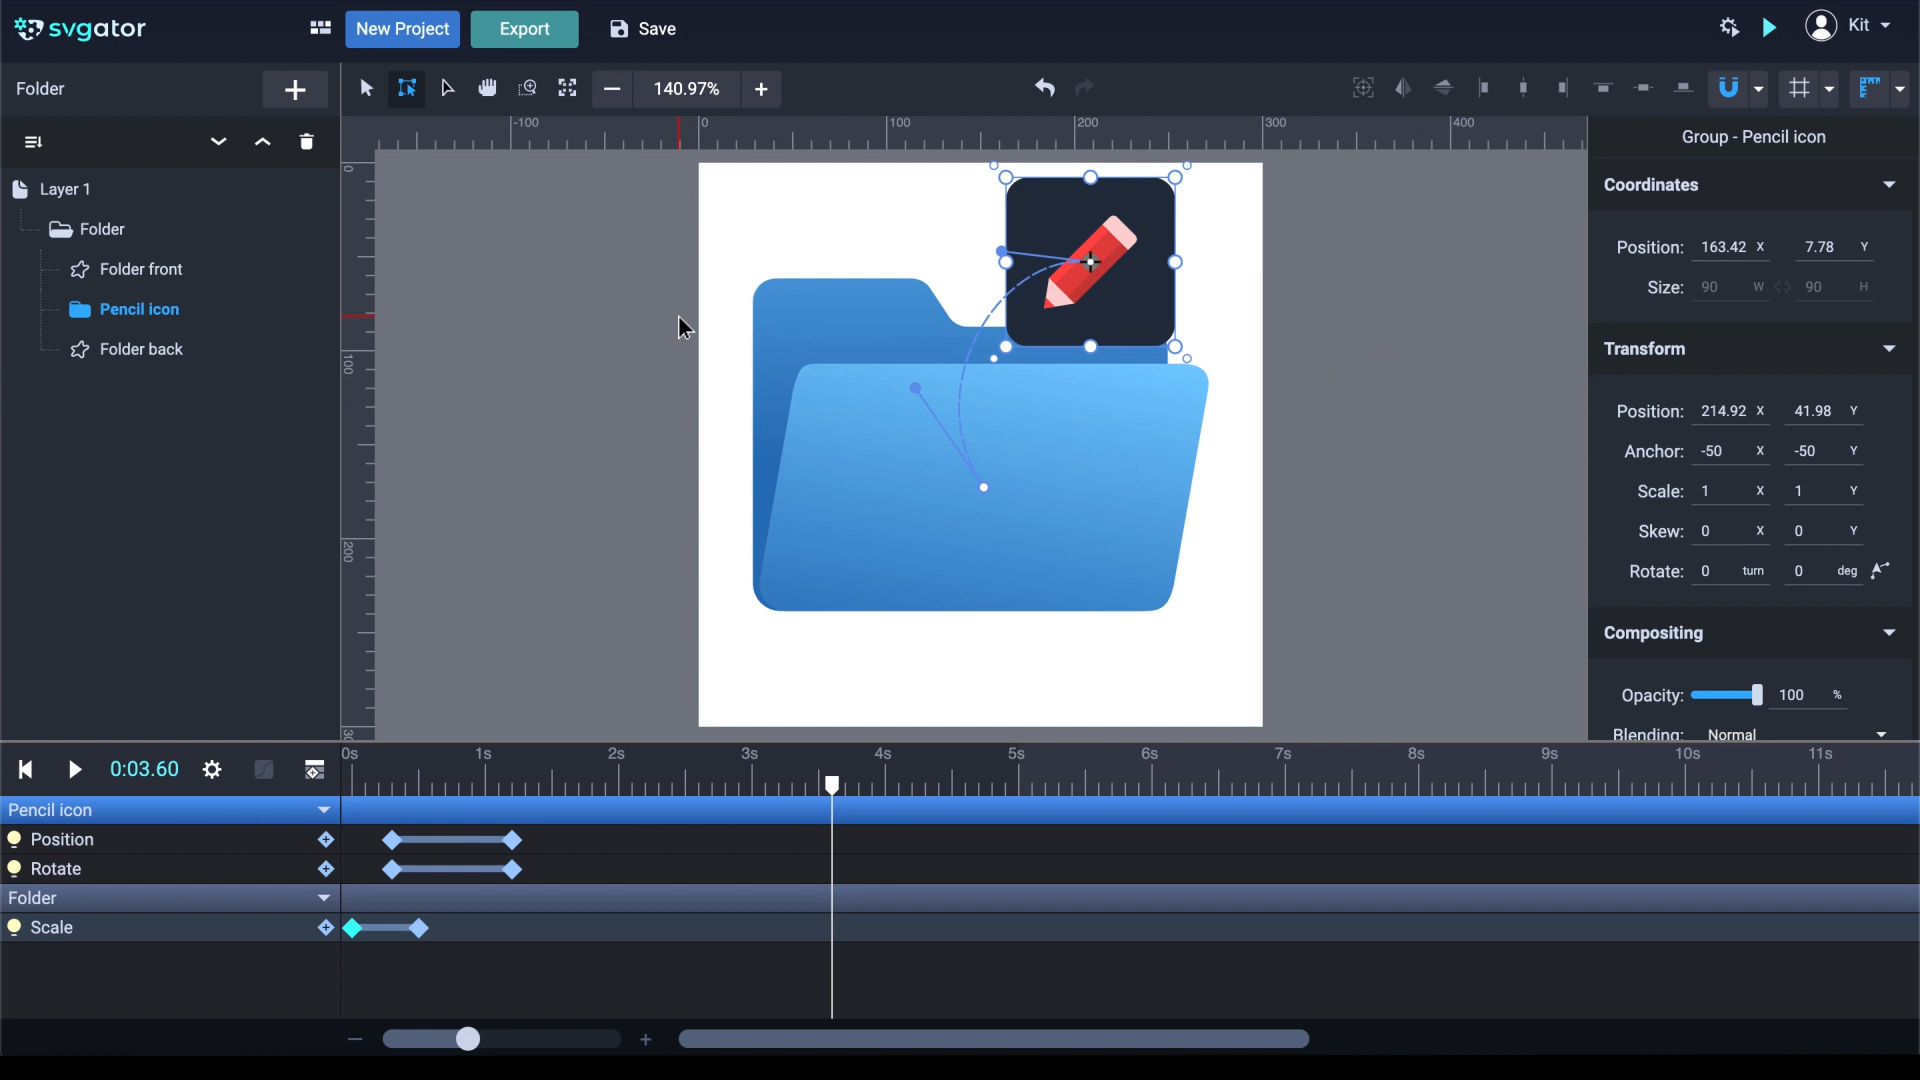 svgator
New Project
Export
Save
Kit
Folder
140.97%
-100
0
100
200
300
400
Group - Pencil icon
Layer 1
Folder
Folder front
Pencil icon
Folder back
0
100
200
Coordinates
Position: 163.42 X 7.78 Y
Size: 90 W 90 H
Transform
Position: 214.92 X 41.98 Y
Anchor: -50 X -50 Y
Scale: 1 X 1 Y
Skew: 0 X 0 Y
Rotate: 0 turn 0 deg
Compositing
Opacity: 100 %
Blending: Normal
0:03.60
0s 1s 2s 3s 4s 5s 6s 7s 8s 9s 10s 11s
Pencil icon
Position
Rotate
Folder
Scale